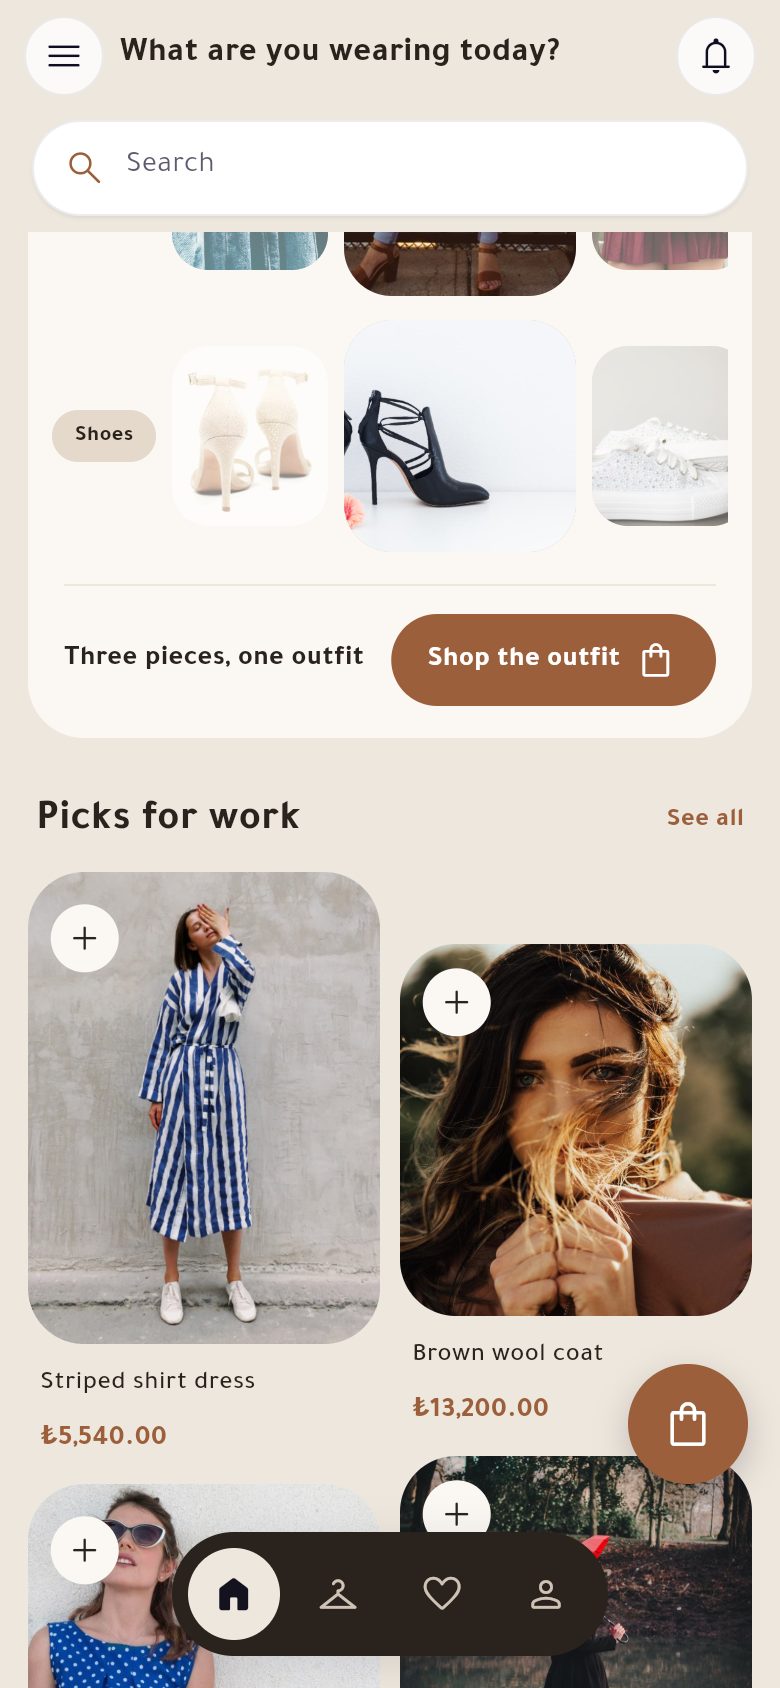 What are you wearing today?
Search
Shoes
Three pieces, one outfit
Shop the outfit
Picks for work
See all
Striped shirt dress
₺5,540.00
Brown wool coat
₺13,200.00